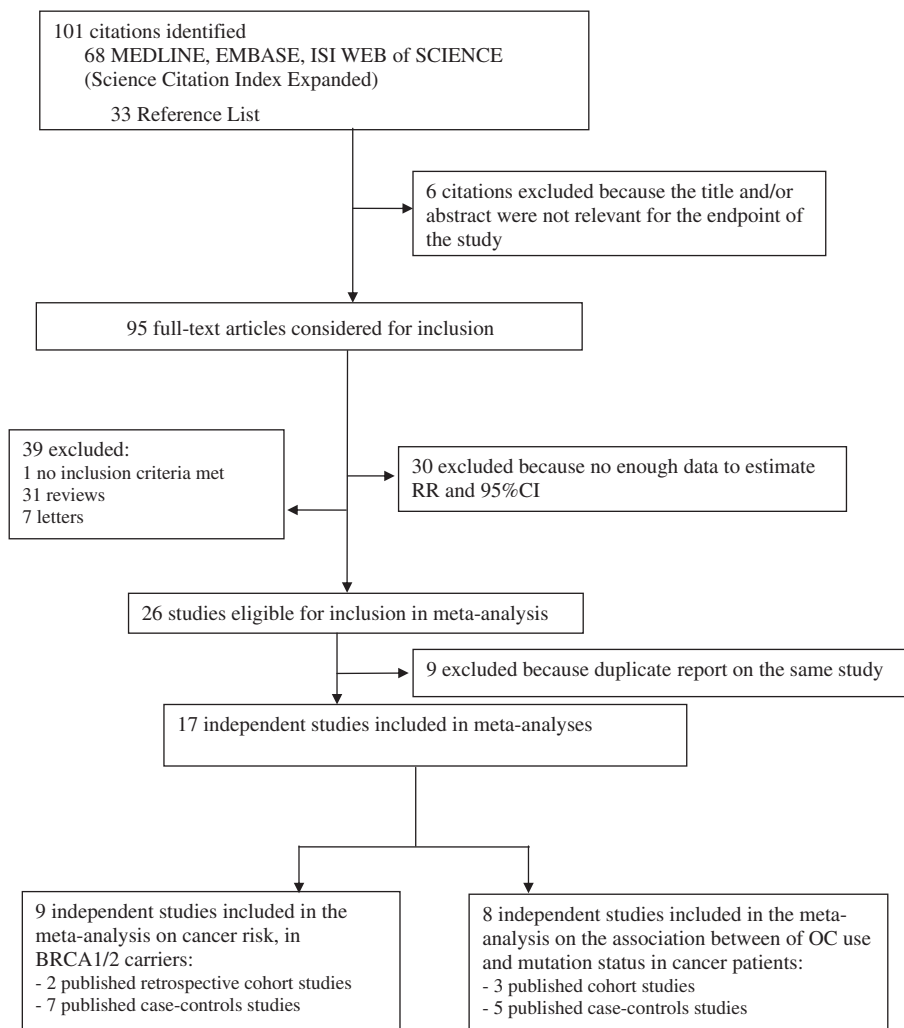 101 citations identified
68 MEDLINE, EMBASE, ISI WEB of SCIENCE
(Science Citation Index Expanded)
33 Reference List
6 citations excluded because the title and/or
abstract were not relevant for the endpoint of
the study
95 full-text articles considered for inclusion
39 excluded:
1 no inclusion criteria met
31 reviews
7 letters
30 excluded because no enough data to estimate
RR and 95%CI
26 studies eligible for inclusion in meta-analysis
9 excluded because duplicate report on the same study
17 independent studies included in meta-analyses
9 independent studies included in the
meta-analysis on cancer risk, in
BRCA1/2 carriers:
- 2 published retrospective cohort studies
- 7 published case-controls studies
8 independent studies included in the meta-
analysis on the association between of OC use
and mutation status in cancer patients:
- 3 published cohort studies
- 5 published case-controls studies